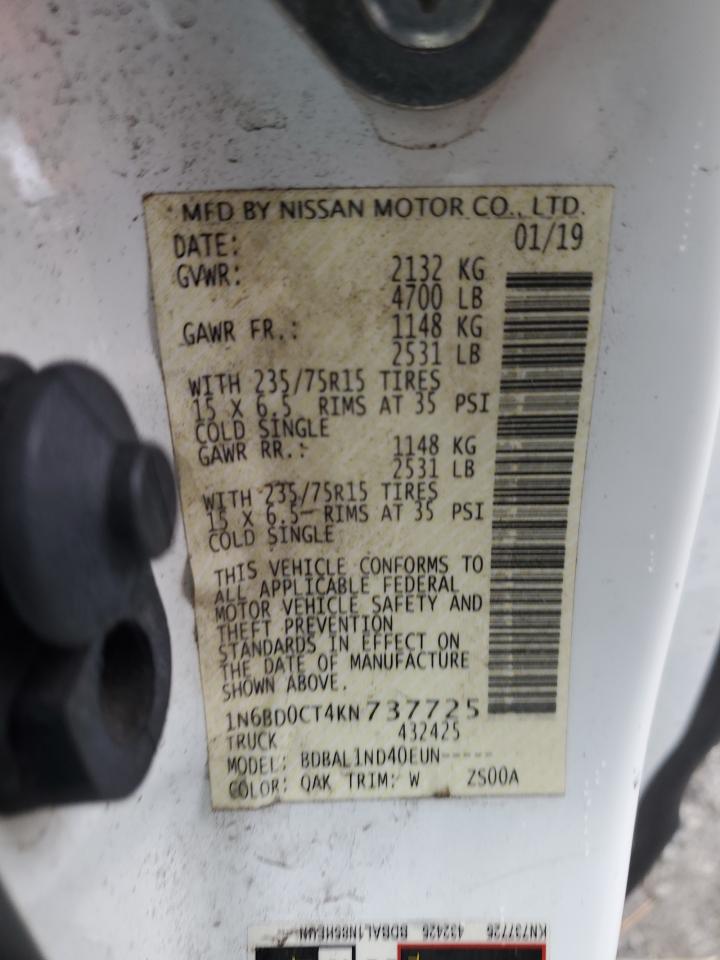 MFD BY NISSAN MOTOR CO., LTD.
DATE: 01/19
GVWR: 2132 KG
4700 LB
GAWR FR.: 1148 KG
2531 LB
WITH 235/75R15 TIRES
15 X 6.5 RIMS AT 35 PSI
COLD SINGLE
GAWR RR.: 1148 KG
2531 LB
WITH 235/75R15 TIRES
15 X 6.5 RIMS AT 35 PSI
COLD SINGLE
THIS VEHICLE CONFORMS TO
ALL APPLICABLE FEDERAL
MOTOR VEHICLE SAFETY AND
THEFT PREVENTION
STANDARDS IN EFFECT ON
THE DATE OF MANUFACTURE
SHOWN ABOVE.
1N6BD0CT4KN737725
TRUCK 432425
MODEL: BDBAL1ND40EUN-----
COLOR: QAK TRIM: W ZS00A